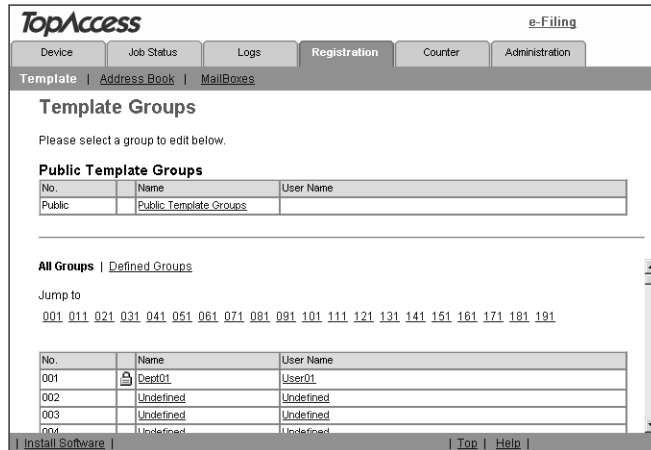 TopAccess
e-Filing
Device Job Status Logs Registration Counter Administration
Template | Address Book | MailBoxes
Template Groups
Please select a group to edit below.
Public Template Groups
No. Name User Name
Public Public Template Groups
All Groups | Defined Groups
Jump to
001 011 021 031 041 051 061 071 081 091 101 111 121 131 141 151 161 171 181 191
No. Name User Name
001 Dept01 User01
002 Undefined Undefined
003 Undefined Undefined
004 Undefined Undefined
| Install Software | | Top | Help |